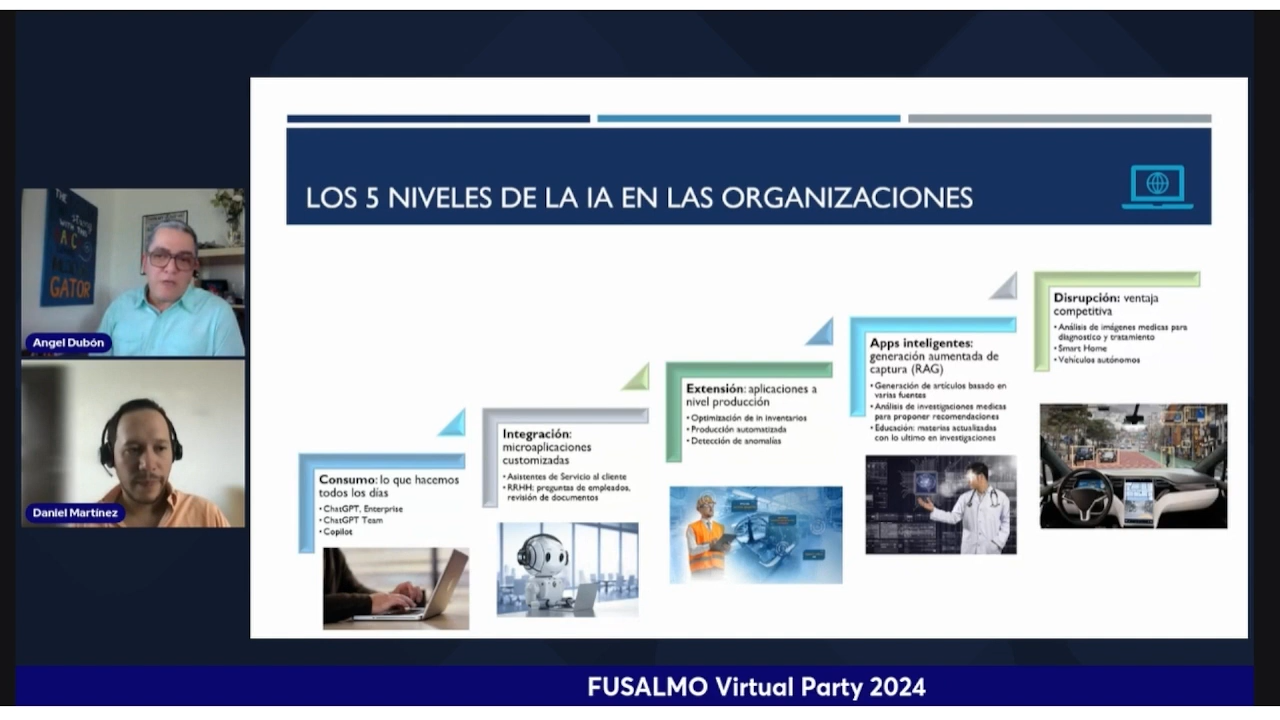 LOS 5 NIVELES DE LA IA EN LAS ORGANIZACIONES
Consumo: lo que hacemos
todos los días
• ChatGPT, Enterprise
• ChatGPT Team
• Copilot
Integración:
microaplicaciones
customizadas
• Asistentes de Servicio al cliente
• RRHH: preguntas de empleados,
revisión de documentos
Extensión: aplicaciones a
nivel producción
• Optimización de in inventarios
• Producción automatizada
• Detección de anomalías
Apps inteligentes:
generación aumentada de
captura (RAG)
• Generación de artículos basado en
varias fuentes
• Análisis de investigaciones medicas
para proponer recomendaciones
• Educación: materias actualizadas
con lo ultimo en investigaciones
Disrupción: ventaja
competitiva
• Análisis de imágenes medicas para
diagnostico y tratamiento
• Smart Home
• Vehículos autónomos
THE
GATOR
Angel Dubón
Daniel Martínez
FUSALMO Virtual Party 2024